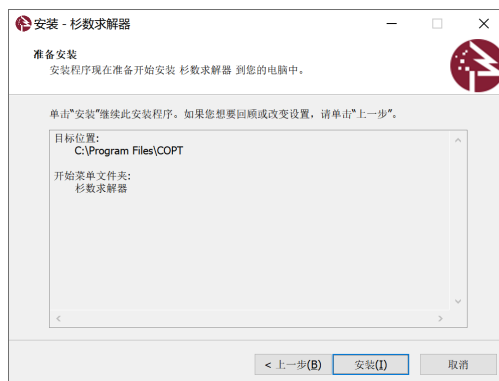 安装 - 杉数求解器
准备安装
安装程序现在准备开始安装 杉数求解器 到您的电脑中。
单击“安装”继续此安装程序。如果您想要回顾或改变设置，请单击“上一步”。
目标位置:
C:\Program Files\COPT
开始菜单文件夹:
杉数求解器
< 上一步(B)
安装(I)
取消